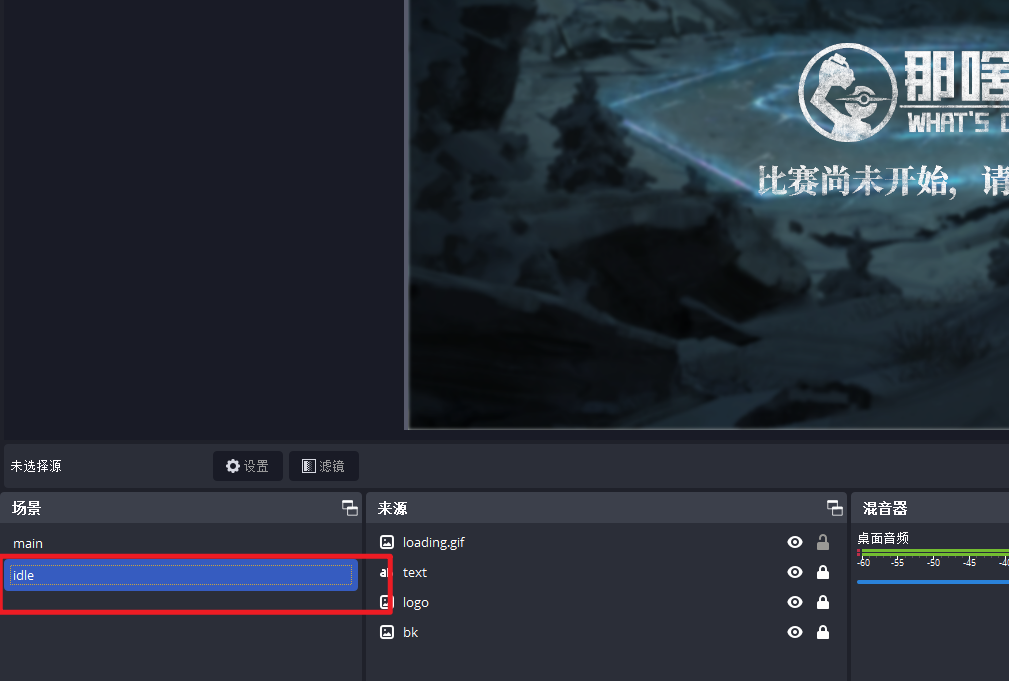 那啥
WHAT'S
比赛尚未开始，请
未选择源
设置
滤镜
场景
来源
混音器
main
idle
loading.gif
text
logo
bk
桌面音频
-60 -55 -50 -45